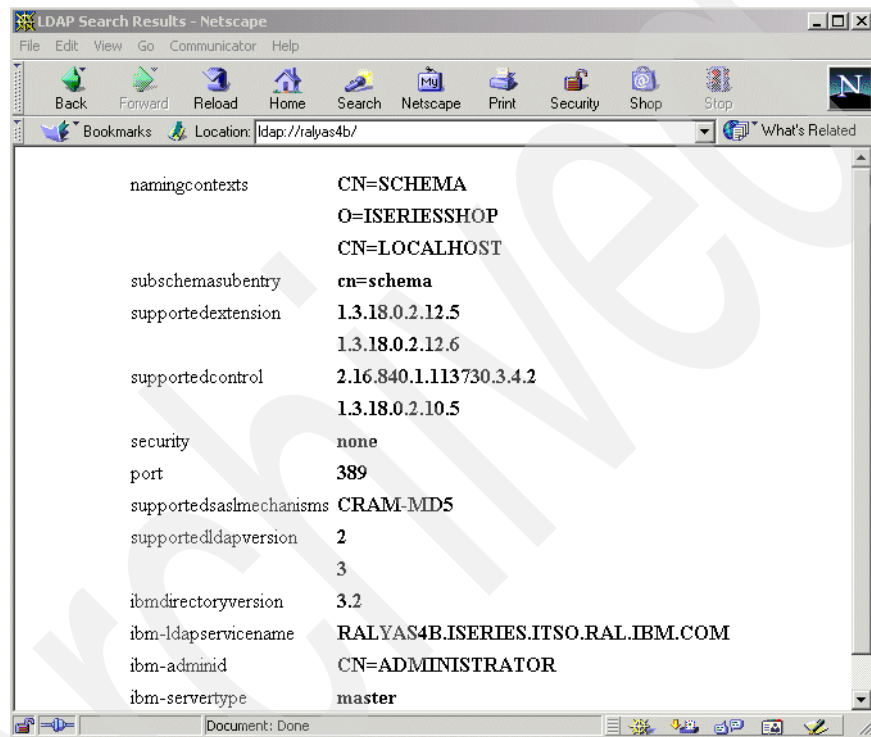 LDAP Search Results - Netscape
File Edit View Go Communicator Help
My
Back Forward Reload Home Search Netscape Print Security Shop Stop
N
Bookmarks Location: ldap://ralyas4b/ What's Related
namingcontexts CN=SCHEMA
O=ISERIESSHOP
CN=LOCALHOST
subschemasubentry cn=schema
supportedextension 1.3.18.0.2.12.5
1.3.18.0.2.12.6
supportedcontrol 2.16.840.1.113730.3.4.2
1.3.18.0.2.10.5
security none
port 389
supportedsaslmechanisms CRAM-MD5
supportedldapversion 2
3
ibmdirectoryversion 3.2
ibm-ldapservicename RALYAS4B.ISERIES.ITSO.RAL.IBM.COM
ibm-adminid CN=ADMINISTRATOR
ibm-servertype master
Document: Done